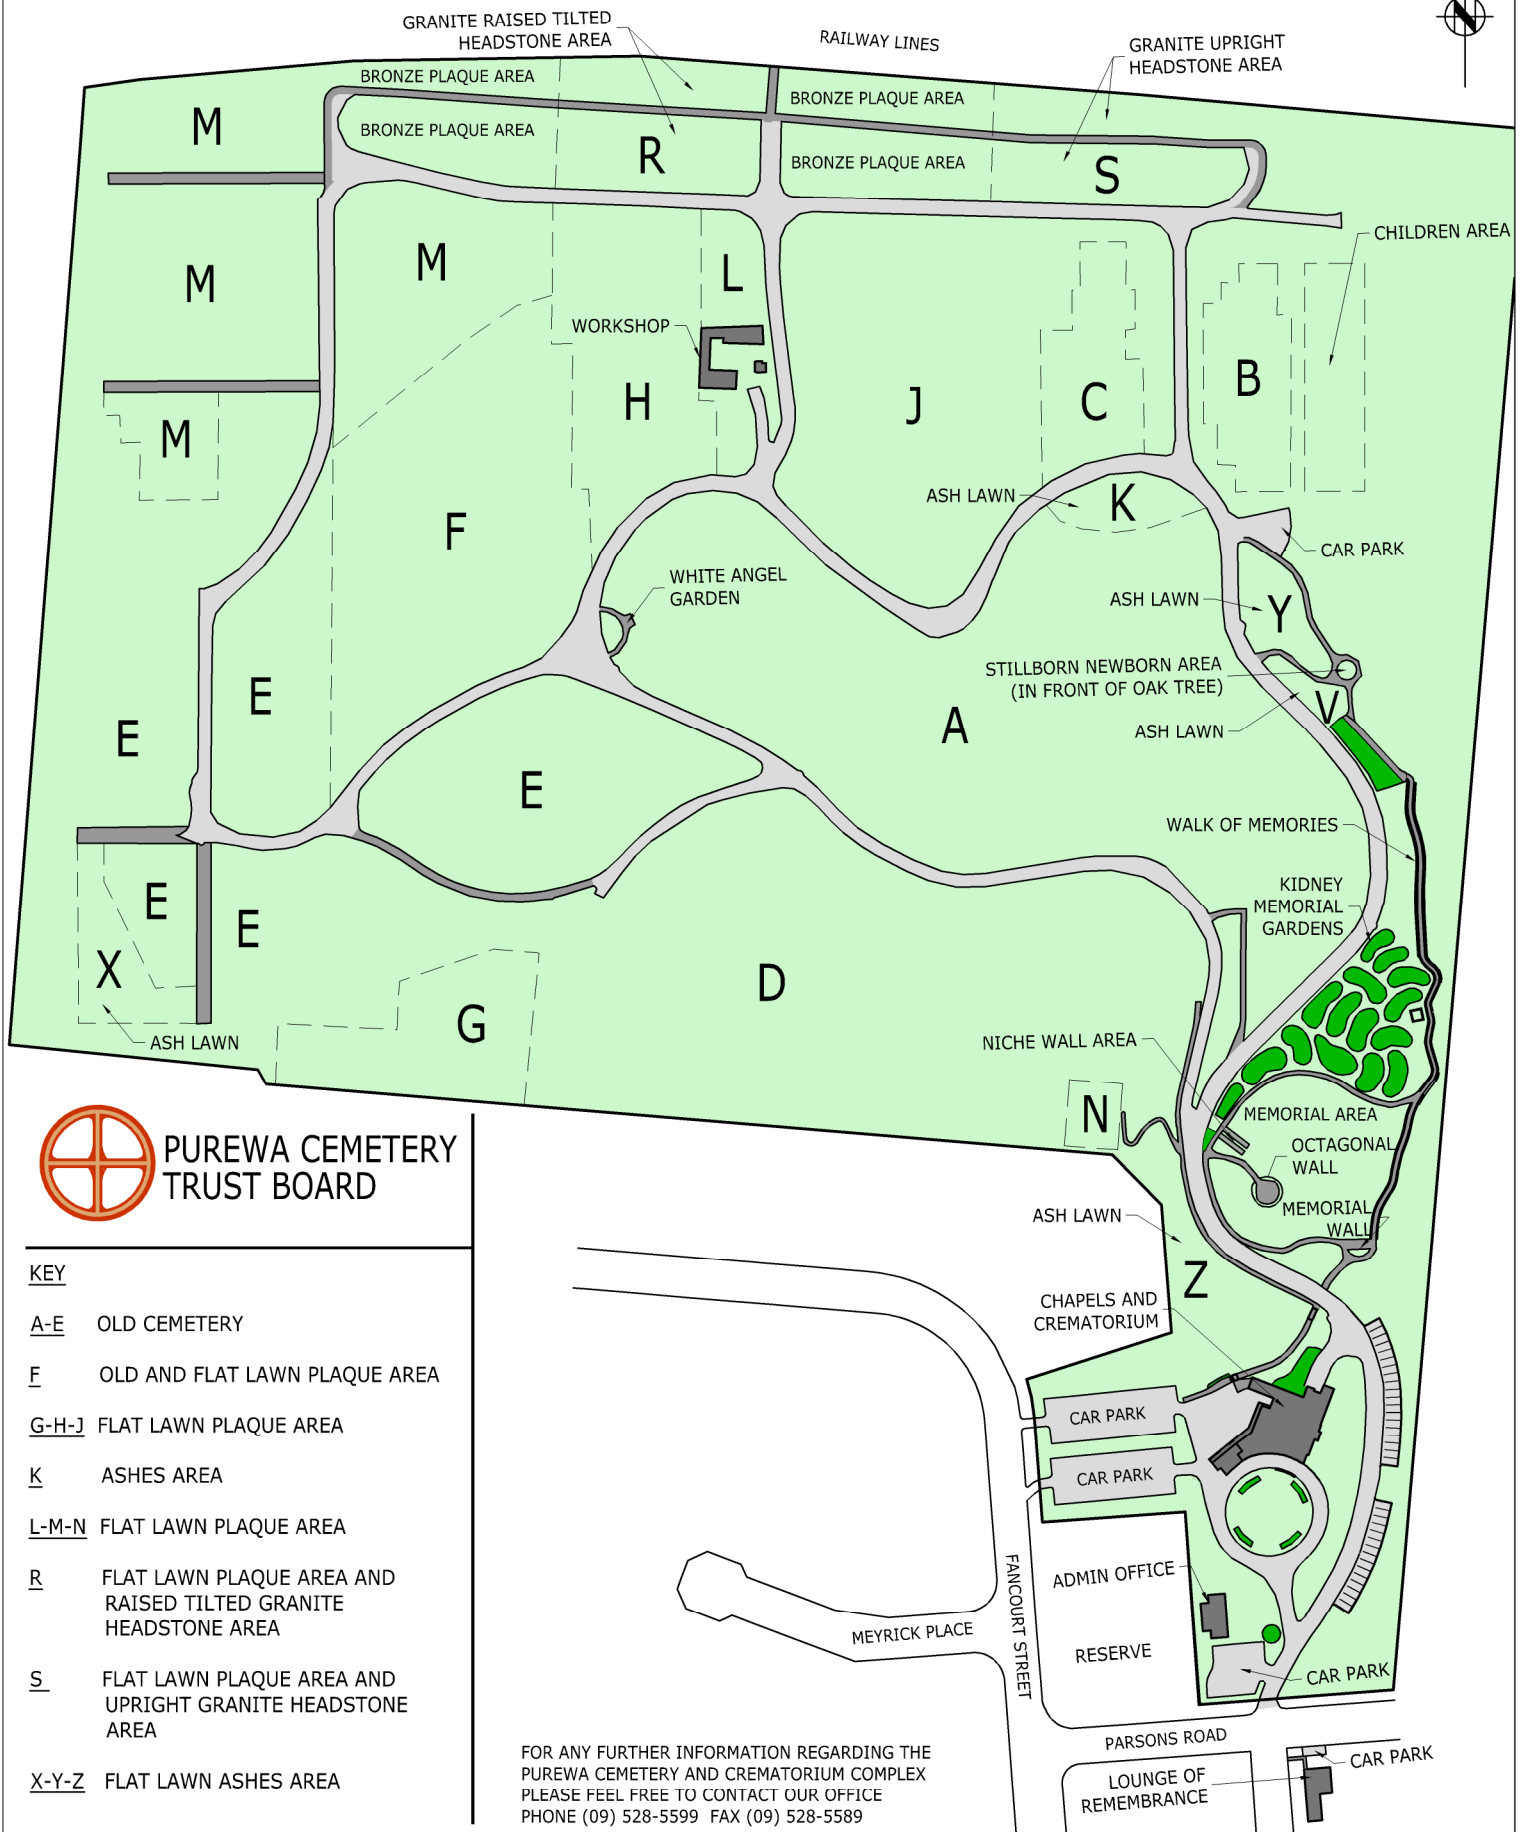 GRANITE RAISED TILTED
HEADSTONE AREA
RAILWAY LINES
GRANITE UPRIGHT
HEADSTONE AREA
N
BRONZE PLAQUE AREA
BRONZE PLAQUE AREA
M
BRONZE PLAQUE AREA
R
BRONZE PLAQUE AREA
S
CHILDREN AREA
M
M
L
WORKSHOP
H
J
C
B
M
ASH LAWN
K
F
CAR PARK
WHITE ANGEL
GARDEN
ASH LAWN
Y
STILLBORN NEWBORN AREA
(IN FRONT OF OAK TREE)
E
V
E
A
ASH LAWN
E
WALK OF MEMORIES
KIDNEY
MEMORIAL
GARDENS
E
E
X
D
G
ASH LAWN
NICHE WALL AREA
N
MEMORIAL AREA
OCTAGONAL
WALL
MEMORIAL
WALL
ASH LAWN
Z
CHAPELS AND
CREMATORIUM
CAR PARK
CAR PARK
ADMIN OFFICE
FANCOURT STREET
MEYRICK PLACE
RESERVE
CAR PARK
PARSONS ROAD
CAR PARK
LOUNGE OF
REMEMBRANCE
PUREWA CEMETERY
TRUST BOARD
KEY
A-E OLD CEMETERY
F OLD AND FLAT LAWN PLAQUE AREA
G-H-J FLAT LAWN PLAQUE AREA
K ASHES AREA
L-M-N FLAT LAWN PLAQUE AREA
R FLAT LAWN PLAQUE AREA AND
RAISED TILTED GRANITE
HEADSTONE AREA
S FLAT LAWN PLAQUE AREA AND
UPRIGHT GRANITE HEADSTONE
AREA
X-Y-Z FLAT LAWN ASHES AREA
FOR ANY FURTHER INFORMATION REGARDING THE
PUREWA CEMETERY AND CREMATORIUM COMPLEX
PLEASE FEEL FREE TO CONTACT OUR OFFICE
PHONE (09) 528-5599 FAX (09) 528-5589